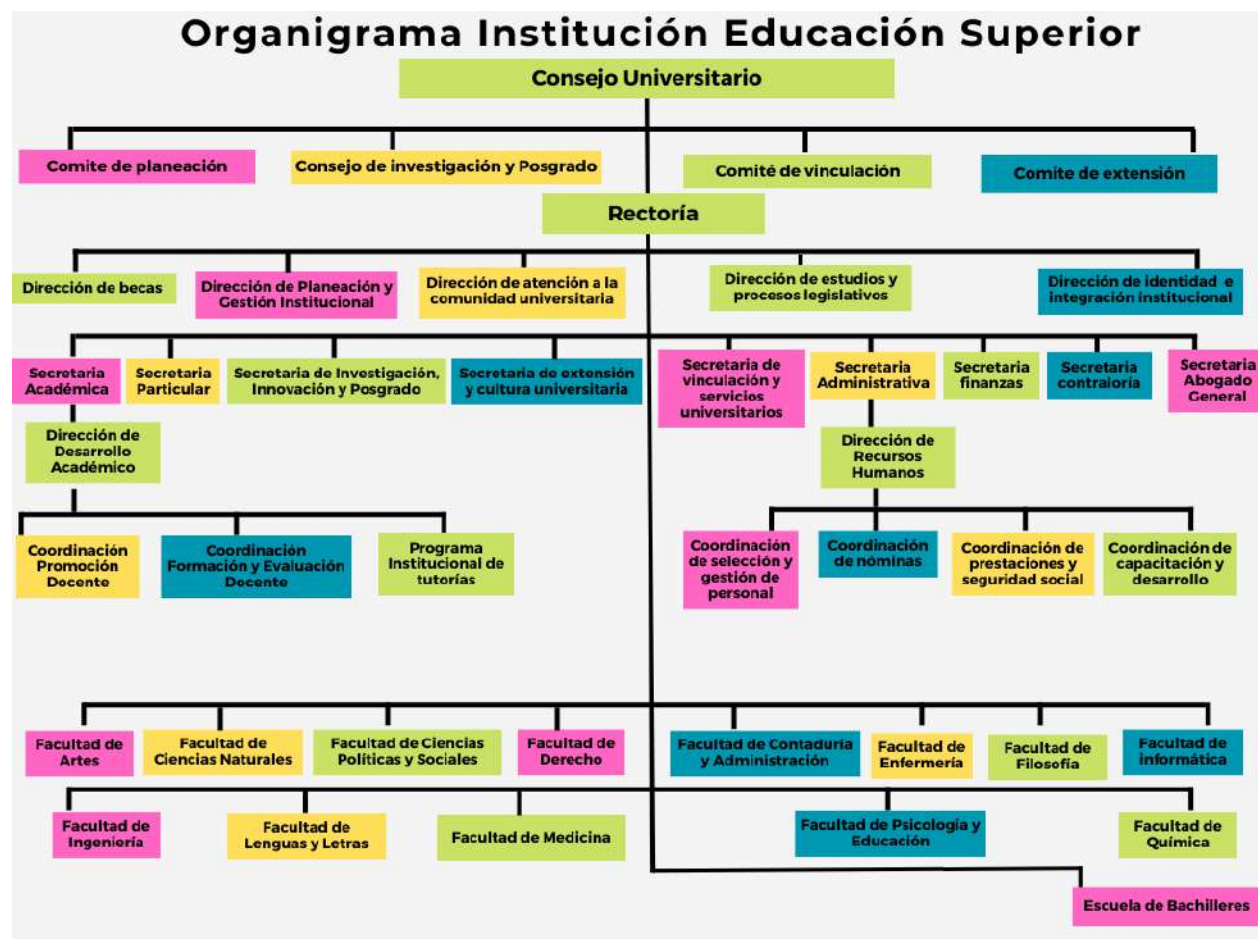 Organigrama Institución Educación Superior
Consejo Universitario
Comite de planeación
Consejo de investigación y Posgrado
Comité de vinculación
Comite de extensión
Rectoría
Dirección de becas
Dirección de Planeación y
Gestión Institucional
Dirección de atención a la
comunidad universitaria
Dirección de estudios y
procesos legislativos
Dirección de identidad e
integración institucional
Secretaria
Académica
Secretaria
Particular
Secretaria de Investigación,
Innovación y Posgrado
Secretaria de extensión
y cultura universitaria
Secretaria de
vinculación y
servicios
universitarios
Secretaria
Administrativa
Secretaria
finanzas
Secretaria
contraloría
Secretaria
Abogado
General
Dirección de
Desarrollo
Académico
Dirección de
Recursos
Humanos
Coordinación
Promoción
Docente
Coordinación
Formación y Evaluación
Docente
Programa
Institucional de
tutorías
Coordinación
de selección y
gestión de
personal
Coordinación
de nóminas
Coordinación de
prestaciones y
seguridad social
Coordinación de
capacitación y
desarrollo
Facultad de
Artes
Facultad de
Ciencias Naturales
Facultad de Ciencias
Políticas y Sociales
Facultad de
Derecho
Facultad de Contaduría
y Administración
Facultad de
Enfermería
Facultad de
Filosofía
Facultad de
informática
Facultad de
Ingeniería
Facultad de
Lenguas y Letras
Facultad de Medicina
Facultad de Psicología y
Educación
Facultad de
Química
Escuela de Bachilleres